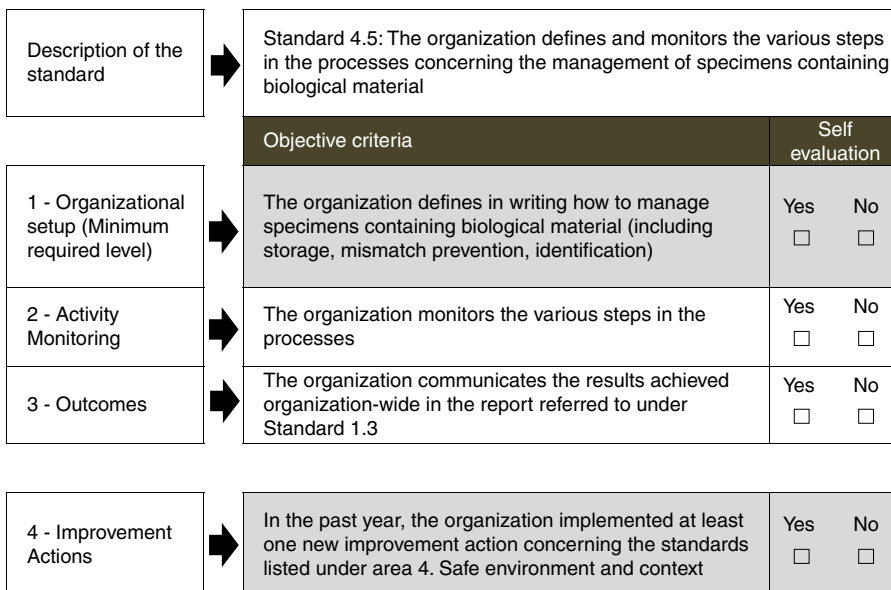 Description of the
standard
Standard 4.5: The organization defines and monitors the various steps
in the processes concerning the management of specimens containing
biological material
Objective criteria
Self
evaluation
1 - Organizational
setup (Minimum
required level)
The organization defines in writing how to manage
specimens containing biological material (including
storage, mismatch prevention, identification)
Yes No
☐ ☐
2 - Activity
Monitoring
The organization monitors the various steps in the
processes
Yes No
☐ ☐
3 - Outcomes
The organization communicates the results achieved
organization-wide in the report referred to under
Standard 1.3
Yes No
☐ ☐
4 - Improvement
Actions
In the past year, the organization implemented at least
one new improvement action concerning the standards
listed under area 4. Safe environment and context
Yes No
☐ ☐